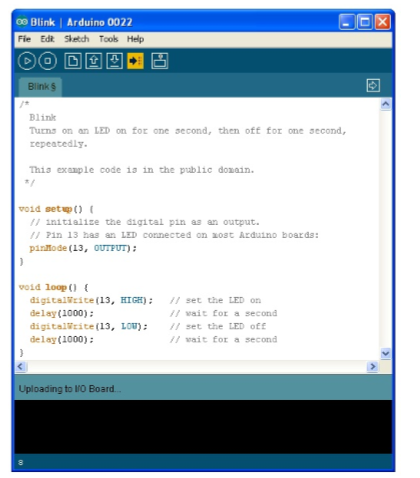 Blink | Arduino 0022
File Edit Sketch Tools Help
Blink §
/*
  Blink
  Turns on an LED on for one second, then off for one second,
  repeatedly.

  This example code is in the public domain.
 */

void setup() {
  // initialize the digital pin as an output.
  // Pin 13 has an LED connected on most Arduino boards:
  pinMode(13, OUTPUT);
}

void loop() {
  digitalWrite(13, HIGH);   // set the LED on
  delay(1000);              // wait for a second
  digitalWrite(13, LOW);    // set the LED off
  delay(1000);              // wait for a second
}
Uploading to I/O Board...
8